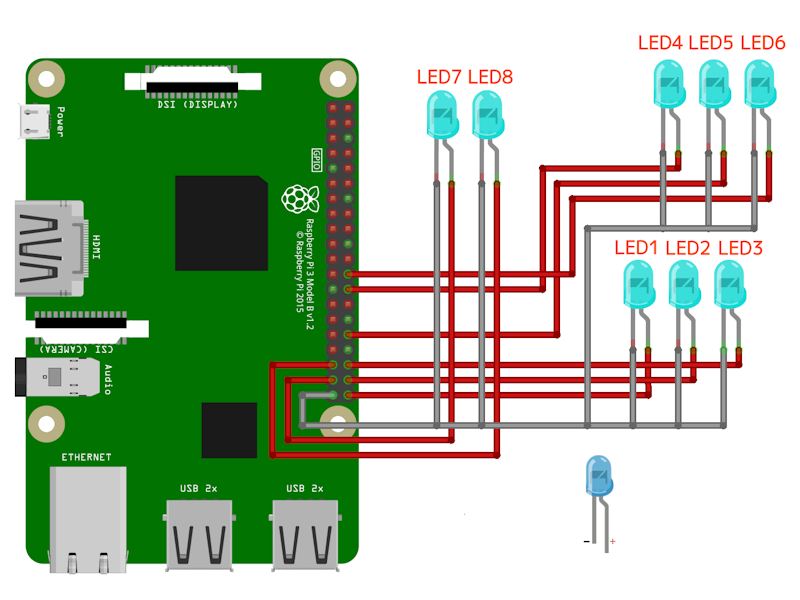 LED4 LED5 LED6
LED7 LED8
DSI (DISPLAY)
Power
GPIO
HDMI
Raspberry Pi 3 Model B v1.2
© Raspberry Pi 2015
LED1 LED2 LED3
CSI (CAMERA)
Audio
ETHERNET
USB 2x
USB 2x
- +